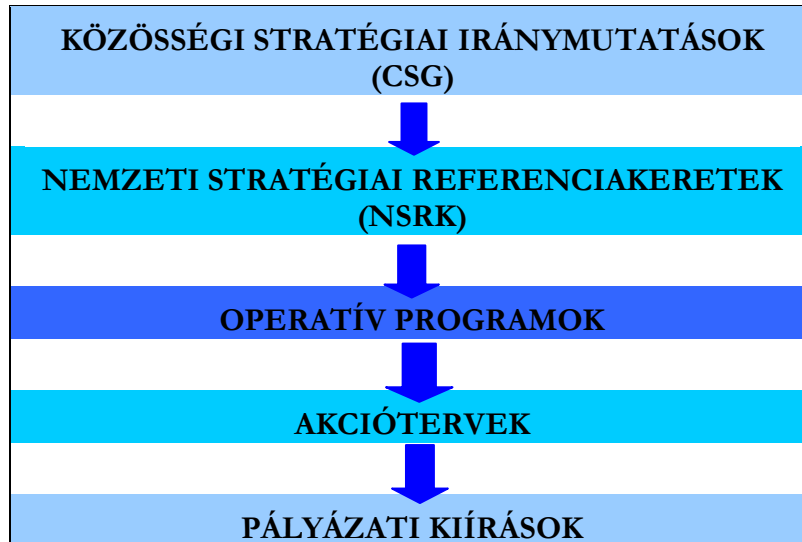 KÖZÖSSÉGI STRATÉGIAI IRÁNYMUTATÁSOK
(CSG)
NEMZETI STRATÉGIAI REFERENCIAKERETEK
(NSRK)
OPERATÍV PROGRAMOK
AKCIÓTERVEK
PÁLYÁZATI KIÍRÁSOK